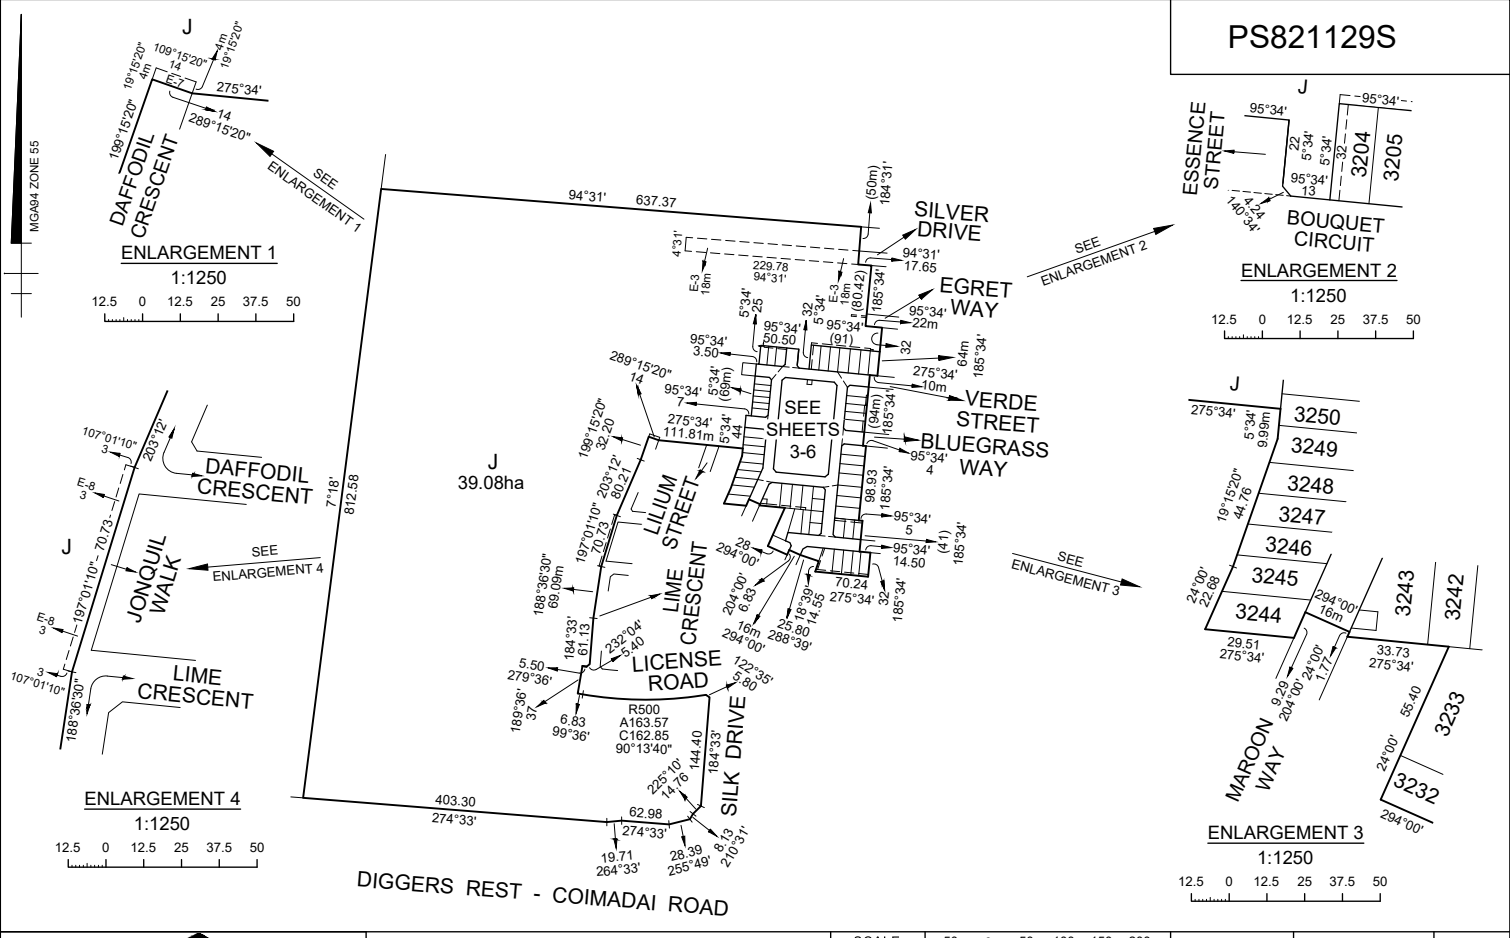 PS821129S
MGA94 ZONE 55
J
109°15'20"
14
4m
19°15'20"
19°15'20"
4m
E-7
275°34'
14
289°15'20"
199°15'20"
DAFFODIL
CRESCENT
SEE
ENLARGEMENT 1
ENLARGEMENT 1
1:1250
12.5 0 12.5 25 37.5 50
J
ESSENCE
STREET
95°34'
22
5°34'
5°34'
32
95°34'
3204
3205
95°34'
13
4.24
140°34'
BOUQUET
CIRCUIT
SEE
ENLARGEMENT 2
ENLARGEMENT 2
1:1250
12.5 0 12.5 25 37.5 50
94°31' 637.37
(50m)
184°31'
SILVER
DRIVE
94°31'
17.65
4°31'
E-3
18m
229.78
94°31'
E-3
18m
(80.42)
185°34'
EGRET
WAY
95°34'
22m
5°34'
25
32
5°34'
95°34'
50.50
95°34'
(91)
32
64m
185°34'
95°34'
3.50
275°34'
10m
VERDE
STREET
289°15'20"
14
5°34'
(69m)
95°34'
7
(94m)
185°34'
SEE
SHEETS
3-6
BLUEGRASS
WAY
95°34'
4
275°34'
111.81m
5°34'
44
199°15'20"
32.20
203°12'
80.21
J
39.08ha
7°18'
812.58
LILIUM
STREET
98.93
185°34'
95°34'
5
(41)
185°34'
95°34'
14.50
197°01'10"
70.73
28
294°00'
188°36'30"
69.09m
LIME
CRESCENT
204°00'
6.83
18°39'
14.55
70.24
275°34'
32
185°34'
16m
294°00'
25.80
288°39'
184°33'
61.13
232°04'
5.40
5.50
279°36'
LICENSE
ROAD
122°35'
5.80
189°36'
37
6.83
99°36'
R500
A163.57
C162.85
90°13'40"
144.40
184°33'
SILK DRIVE
225°10'
14.76
403.30
274°33'
62.98
274°33'
19.71
264°33'
28.39
255°49'
8.13
210°31'
DIGGERS REST - COIMADAI ROAD
107°01'10"
3
203°12'
DAFFODIL
CRESCENT
E-8
3
J
197°01'10"- 70.73
JONQUIL
WALK
SEE
ENLARGEMENT 4
E-8
3
3
107°01'10"
188°36'30"
LIME
CRESCENT
ENLARGEMENT 4
1:1250
12.5 0 12.5 25 37.5 50
J
275°34'
5°34'
9.99m
3250
3249
3248
3247
3246
3245
3244
19°15'20"
44.76
24°00'
22.68
SEE
ENLARGEMENT 3
294°00'
16m
3243
3242
29.51
275°34'
33.73
275°34'
9.29
204°00'
24°00'
1.77
MAROON
WAY
55.40
24°00'
3233
3232
294°00'
ENLARGEMENT 3
1:1250
12.5 0 12.5 25 37.5 50